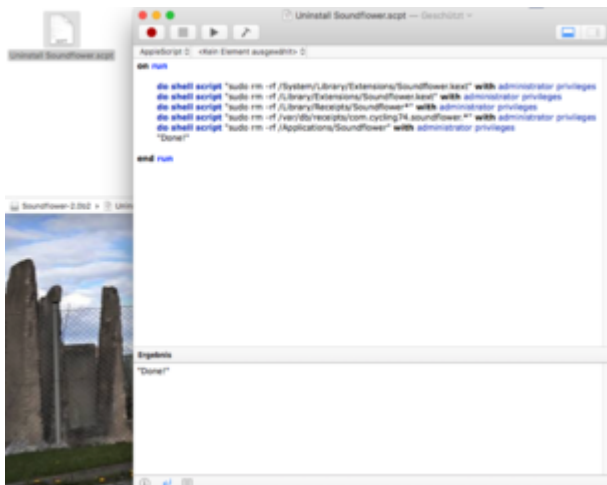 Uninstall Soundflower.scpt — Geschützt
Uninstall Soundflower.scpt
AppleScript <Kein Element ausgewählt>
on run
do shell script "sudo rm -rf /System/Library/Extensions/Soundflower.kext" with administrator privileges
do shell script "sudo rm -rf /Library/Extensions/Soundflower.kext" with administrator privileges
do shell script "sudo rm -rf /Library/Receipts/Soundflower*" with administrator privileges
do shell script "sudo rm -rf /var/db/receipts/com.cycling74.soundflower.*" with administrator privileges
do shell script "sudo rm -rf /Applications/Soundflower" with administrator privileges
"Done!"
end run
Soundflower-2.0b2 Unin
Ergebnis
"Done!"